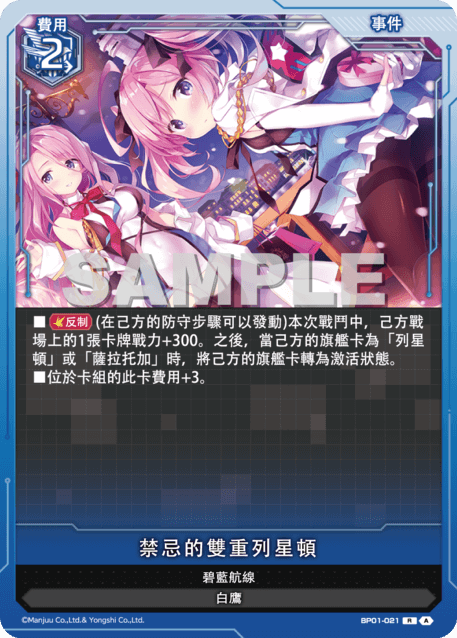 費用
事件
2
SAMPLE
■ 反制 (在己方的防守步驟可以發動)本次戰鬥中，己方戰
場上的1張卡牌戰力+300。之後，當己方的旗艦卡為「列星
頓」或「薩拉托加」時，將己方的旗艦卡轉為激活狀態。
■位於卡組的此卡費用+3。
禁忌的雙重列星頓
碧藍航線
白鷹
©Manjuu Co.,Ltd.& Yongshi Co.,Ltd.
BP01-021 R A